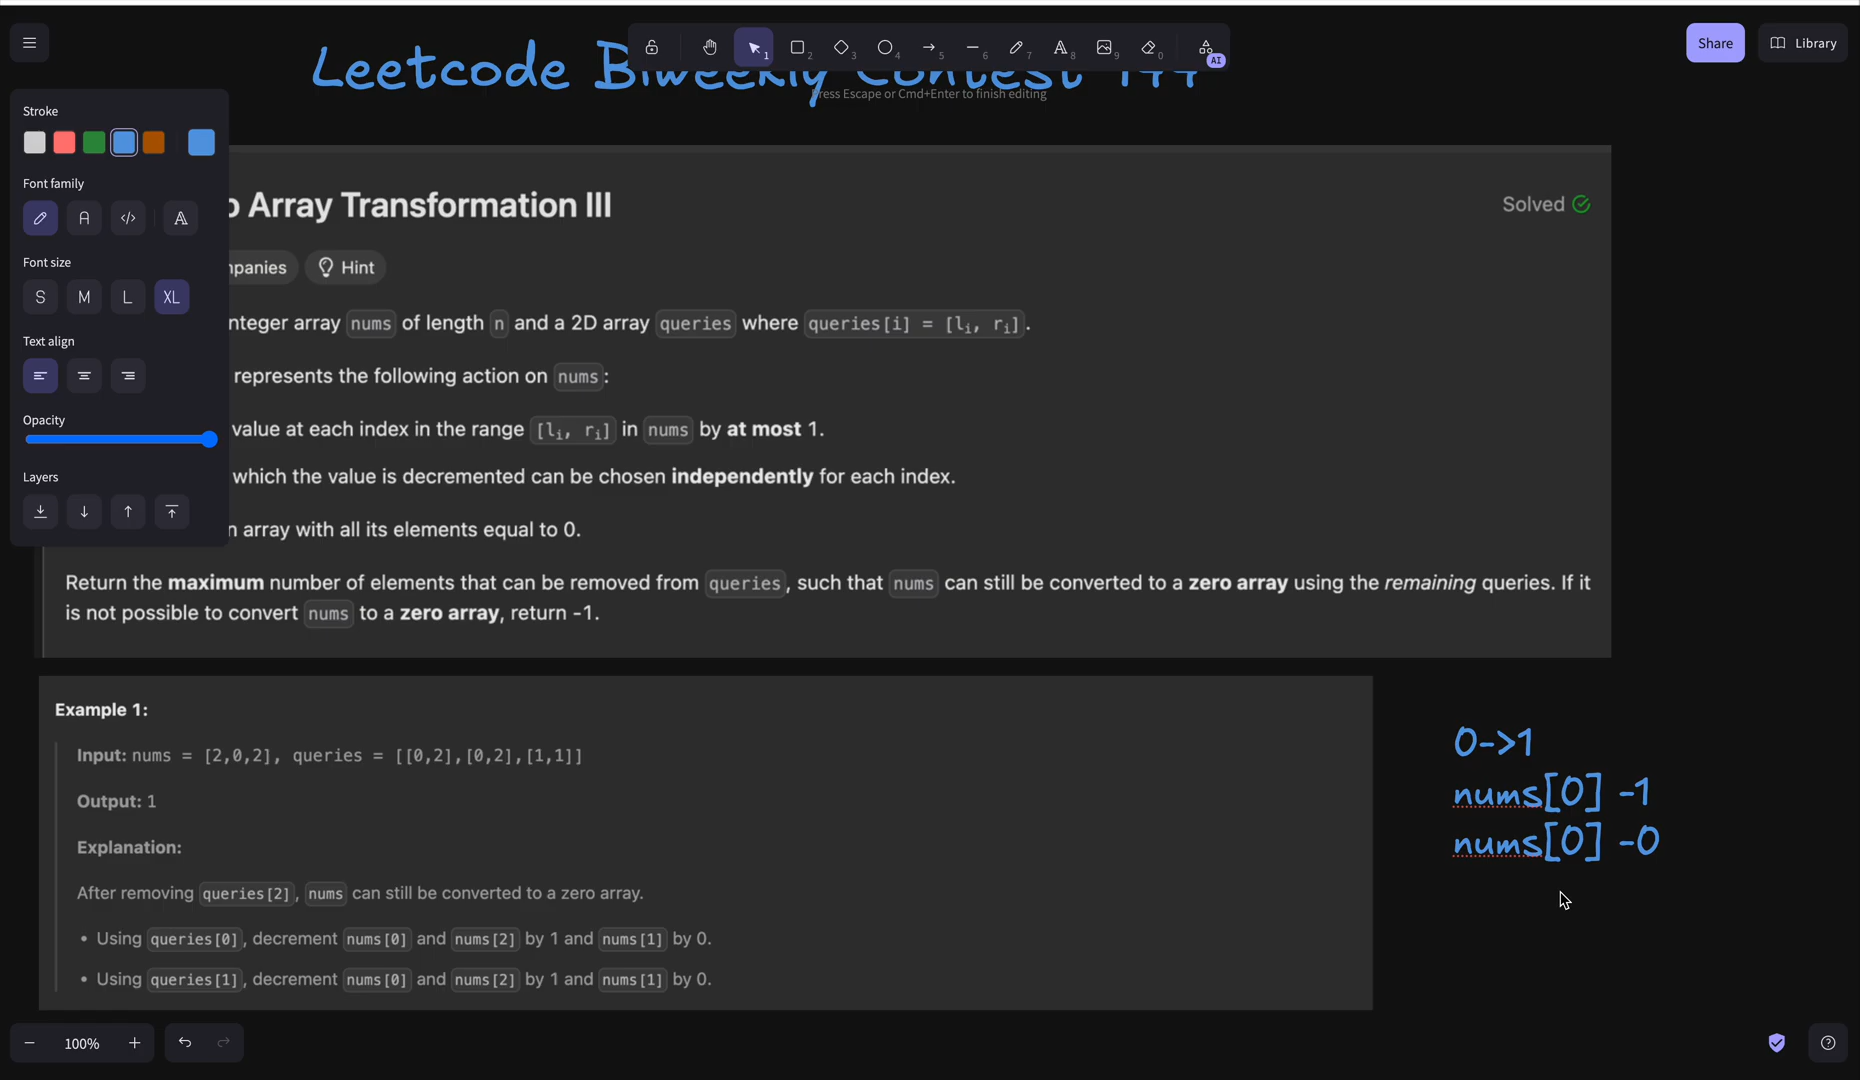 Leetcode Biweekly Contest 144
Press Escape or Cmd+Enter to finish editing
Share
Library
Stroke
Font family
Font size
S M L XL
Text align
Opacity
Layers
o Array Transformation III
Solved
mpanies
Hint
nteger array nums of length n and a 2D array queries where queries[i] = [lᵢ, rᵢ].
represents the following action on nums:
value at each index in the range [lᵢ, rᵢ] in nums by at most 1.
which the value is decremented can be chosen independently for each index.
n array with all its elements equal to 0.
Return the maximum number of elements that can be removed from queries, such that nums can still be converted to a zero array using the remaining queries. If it
is not possible to convert nums to a zero array, return -1.
Example 1:
Input: nums = [2,0,2], queries = [[0,2],[0,2],[1,1]]
Output: 1
Explanation:
After removing queries[2], nums can still be converted to a zero array.
• Using queries[0], decrement nums[0] and nums[2] by 1 and nums[1] by 0.
• Using queries[1], decrement nums[0] and nums[2] by 1 and nums[1] by 0.
0->1
nums[0] -1
nums[0] -0
100%